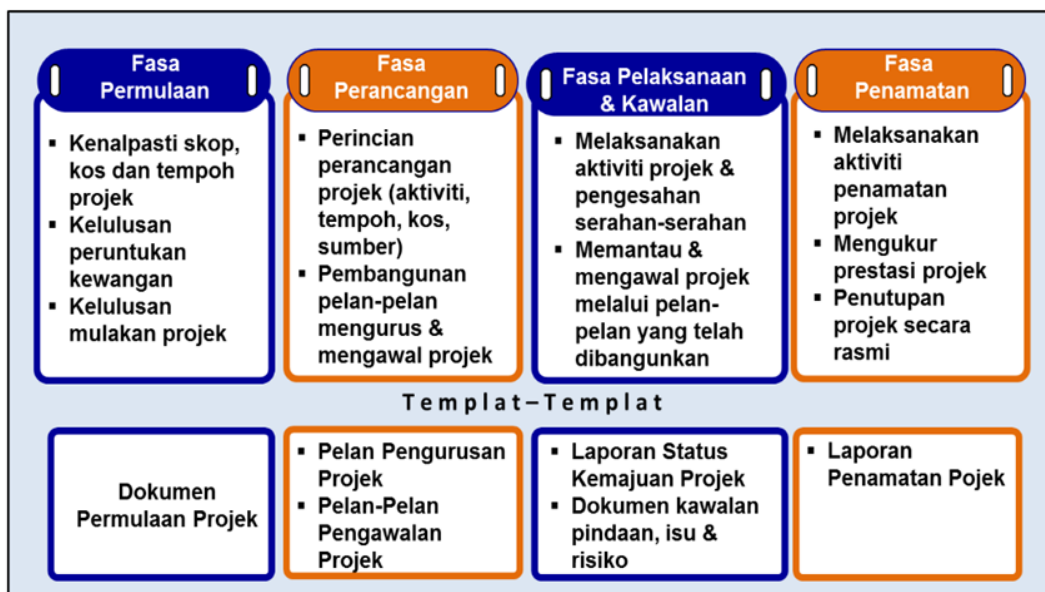 Fasa
Permulaan
Kenalpasti skop,
kos dan tempoh
projek
Kelulusan
peruntukan
kewangan
Kelulusan
mulakan projek
Fasa
Perancangan
Perincian
perancangan
projek (aktiviti,
tempoh, kos,
sumber)
Pembangunan
pelan-pelan
mengurus &
mengawal projek
Fasa Pelaksanaan
& Kawalan
Melaksanakan
aktiviti projek &
pengesahan
serahan-serahan
Memantau &
mengawal projek
melalui pelan-
pelan yang telah
dibangunkan
Fasa
Penamatan
Melaksanakan
aktiviti
penamatan
projek
Mengukur
prestasi projek
Penutupan
projek secara
rasmi
Templat–Templat
Dokumen
Permulaan Projek
Pelan Pengurusan
Projek
Pelan-Pelan
Pengawalan
Projek
Laporan Status
Kemajuan Projek
Dokumen kawalan
pindaan, isu &
risiko
Laporan
Penamatan Pojek